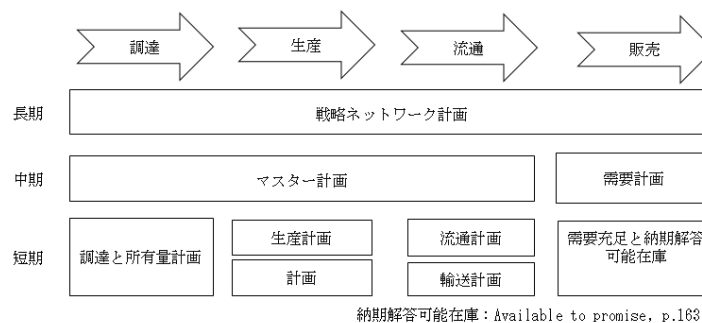 調達 生産 流通 販売
長期 戦略ネットワーク計画
中期 マスター計画 需要計画
短期 調達と所有量計画 生産計画 流通計画 需要充足と納期解答
可能在庫
計画 輸送計画
納期解答可能在庫：Available to promise, p.163